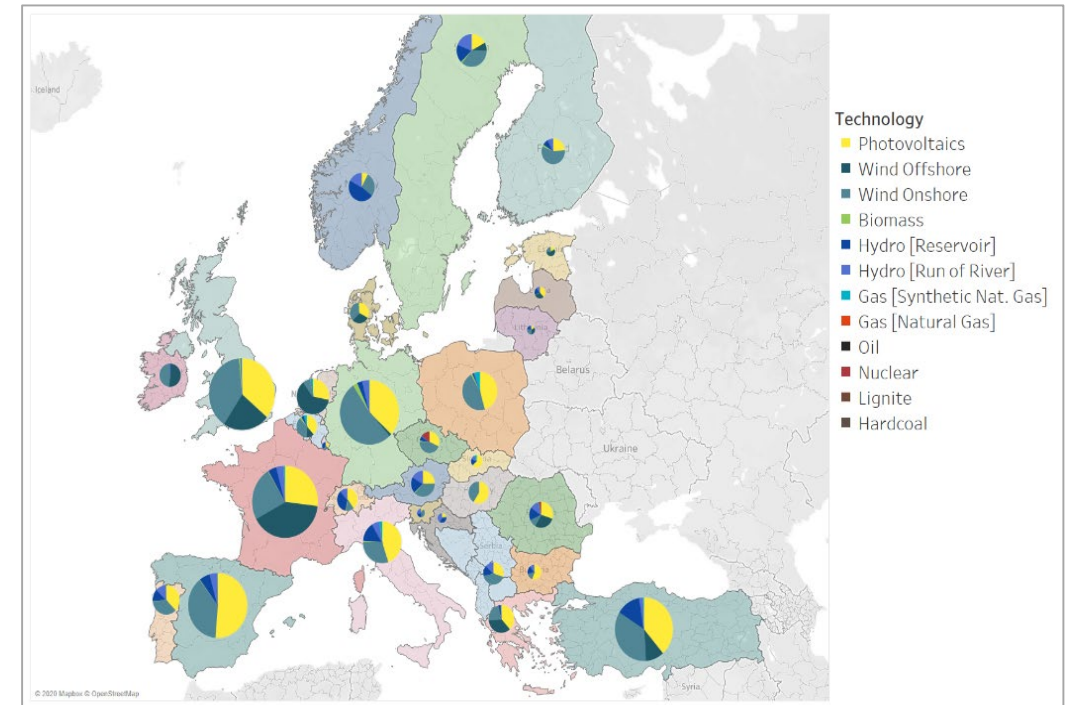 Iceland
Technology
Photovoltaics
Wind Offshore
Wind Onshore
Biomass
Hydro [Reservoir]
Hydro [Run of River]
Gas [Synthetic Nat. Gas]
Gas [Natural Gas]
Oil
Nuclear
Lignite
Hardcoal
Lithuania
Belarus
Ukraine
Serbia
Syria
© 2020 Mapbox © OpenStreetMap